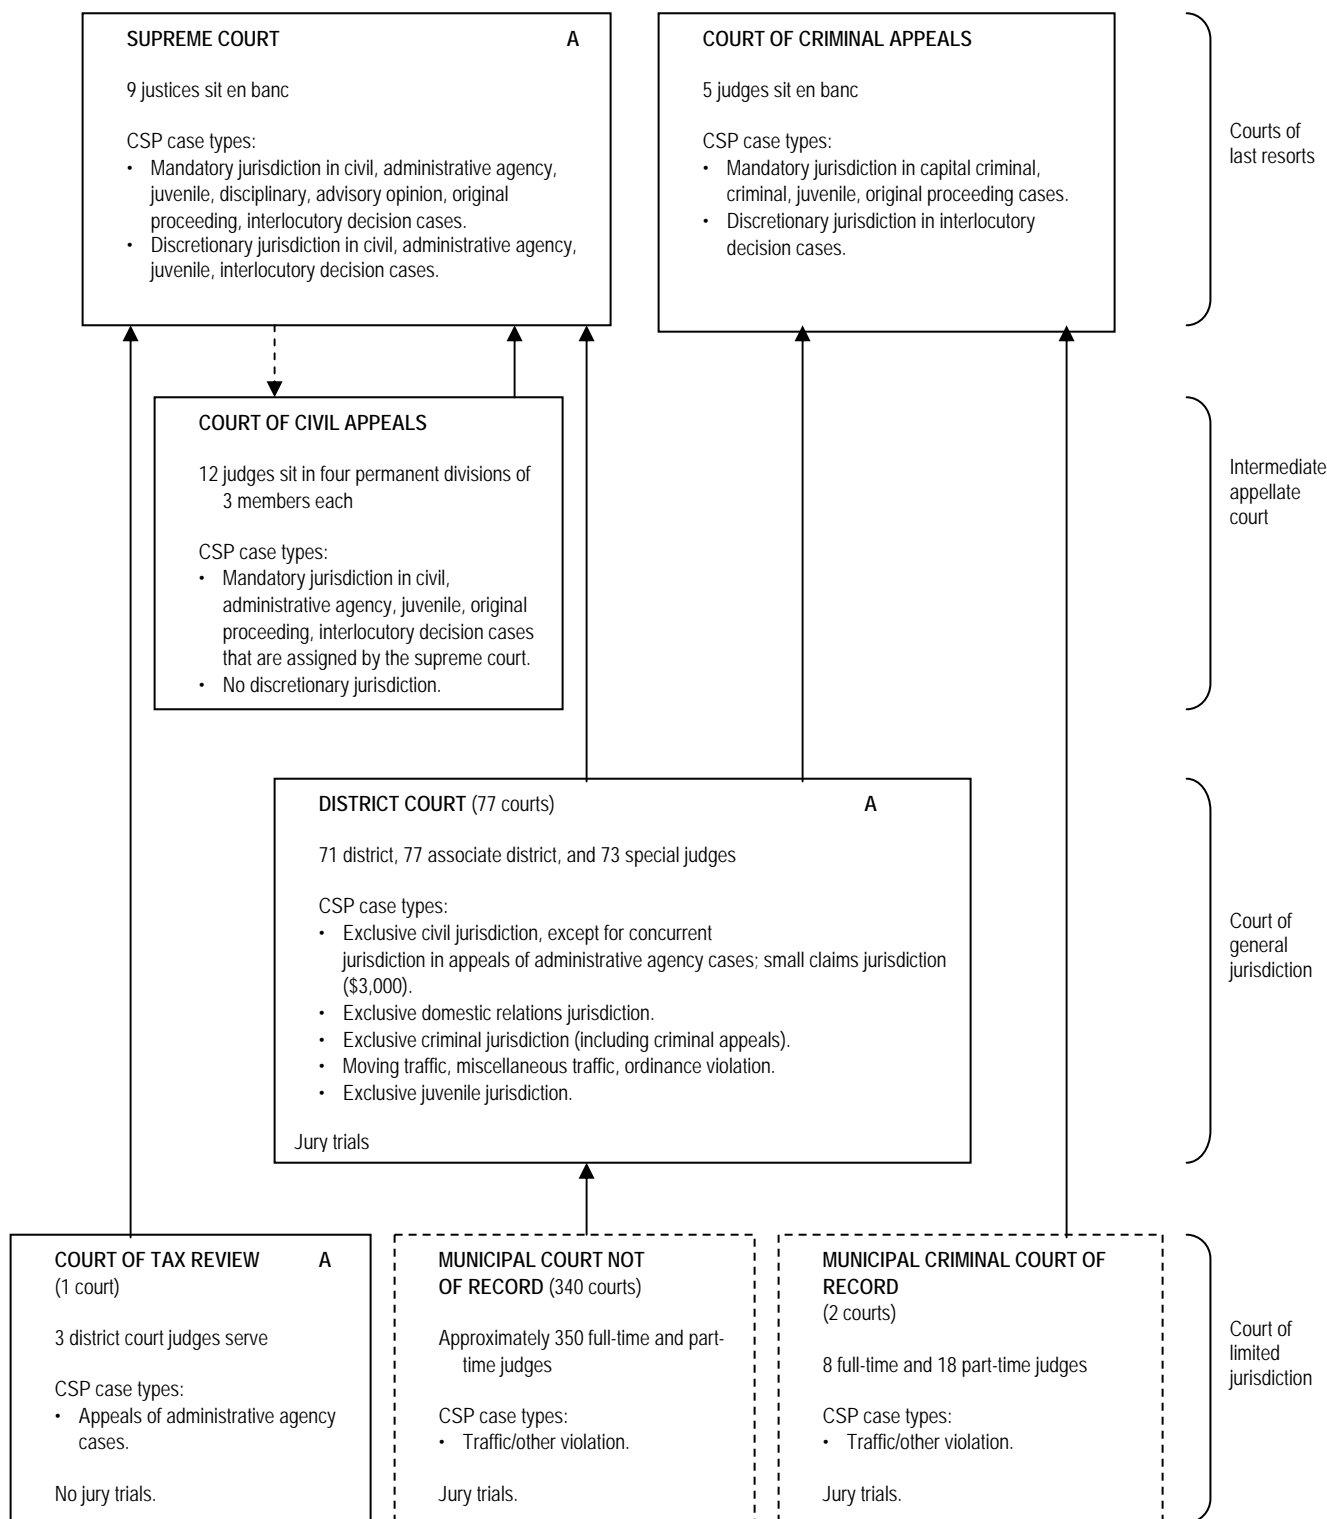 SUPREME COURT A
9 justices sit en banc
CSP case types:
• Mandatory jurisdiction in civil, administrative agency,
juvenile, disciplinary, advisory opinion, original
proceeding, interlocutory decision cases.
• Discretionary jurisdiction in civil, administrative agency,
juvenile, interlocutory decision cases.
COURT OF CRIMINAL APPEALS
5 judges sit en banc
CSP case types:
• Mandatory jurisdiction in capital criminal,
criminal, juvenile, original proceeding cases.
• Discretionary jurisdiction in interlocutory
decision cases.
Courts of
last resorts
COURT OF CIVIL APPEALS
12 judges sit in four permanent divisions of
3 members each
CSP case types:
• Mandatory jurisdiction in civil,
administrative agency, juvenile, original
proceeding, interlocutory decision cases
that are assigned by the supreme court.
• No discretionary jurisdiction.
Intermediate
appellate
court
DISTRICT COURT (77 courts) A
71 district, 77 associate district, and 73 special judges
CSP case types:
• Exclusive civil jurisdiction, except for concurrent
jurisdiction in appeals of administrative agency cases; small claims jurisdiction
($3,000).
• Exclusive domestic relations jurisdiction.
• Exclusive criminal jurisdiction (including criminal appeals).
• Moving traffic, miscellaneous traffic, ordinance violation.
• Exclusive juvenile jurisdiction.
Jury trials
Court of
general
jurisdiction
COURT OF TAX REVIEW A
(1 court)
3 district court judges serve
CSP case types:
• Appeals of administrative agency
cases.
No jury trials.
MUNICIPAL COURT NOT
OF RECORD (340 courts)
Approximately 350 full-time and part-
time judges
CSP case types:
• Traffic/other violation.
Jury trials.
MUNICIPAL CRIMINAL COURT OF
RECORD
(2 courts)
8 full-time and 18 part-time judges
CSP case types:
• Traffic/other violation.
Jury trials.
Court of
limited
jurisdiction